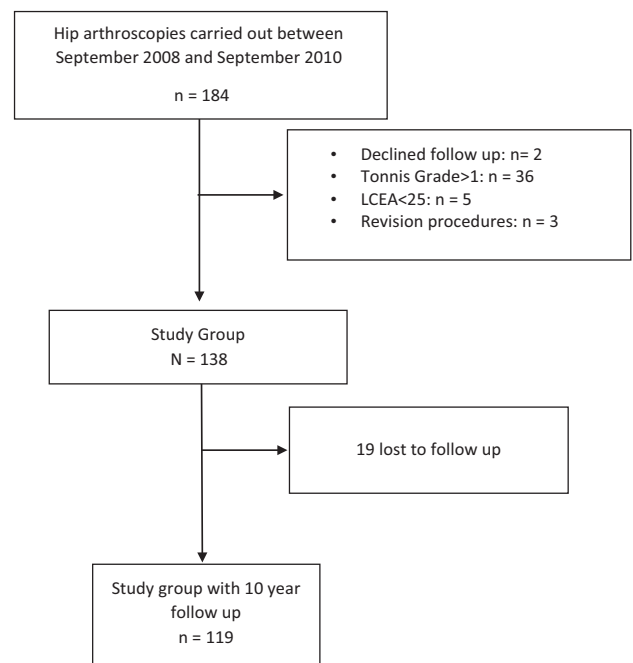 Hip arthroscopies carried out between
September 2008 and September 2010
n = 184
• Declined follow up: n= 2
• Tonnis Grade>1: n = 36
• LCEA<25: n = 5
• Revision procedures: n = 3
Study Group
N = 138
19 lost to follow up
Study group with 10 year
follow up
n = 119